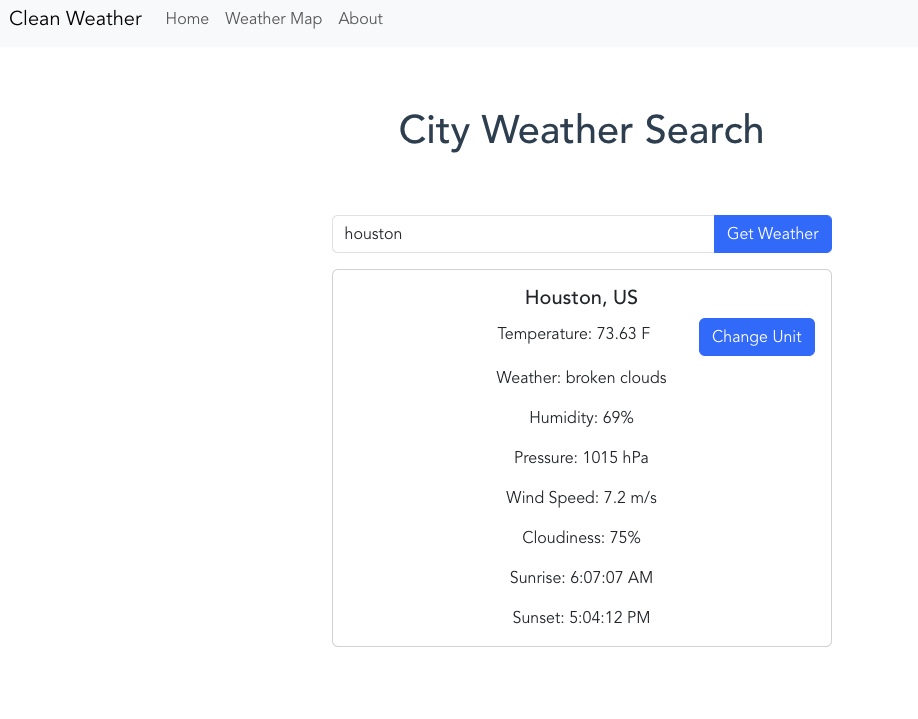 Clean Weather Home Weather Map About
City Weather Search
houston Get Weather
Houston, US
Temperature: 73.63 F Change Unit
Weather: broken clouds
Humidity: 69%
Pressure: 1015 hPa
Wind Speed: 7.2 m/s
Cloudiness: 75%
Sunrise: 6:07:07 AM
Sunset: 5:04:12 PM